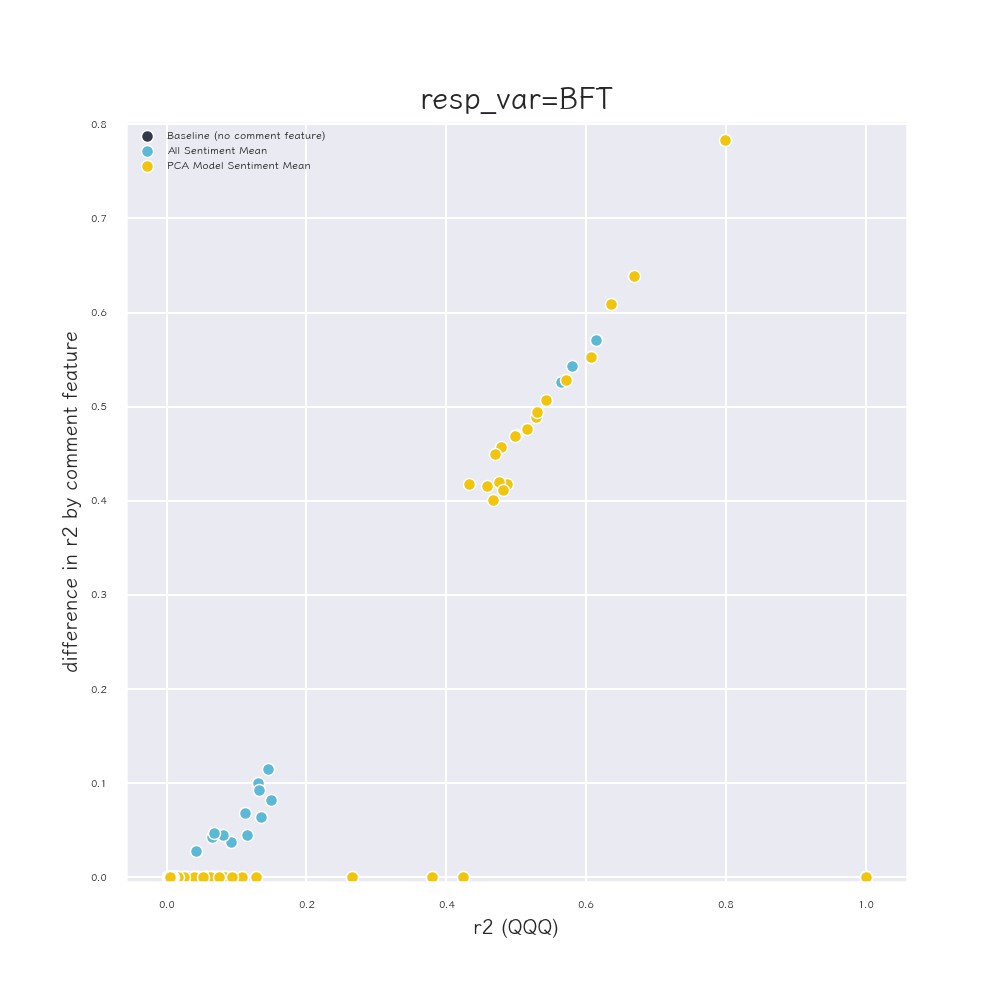 resp_var=BFT
Baseline (no comment feature)
All Sentiment Mean
PCA Model Sentiment Mean
difference in r2 by comment feature
0.8
0.7
0.6
0.5
0.4
0.3
0.2
0.1
0.0
0.0 0.2 0.4 0.6 0.8 1.0
r2 (QQQ)